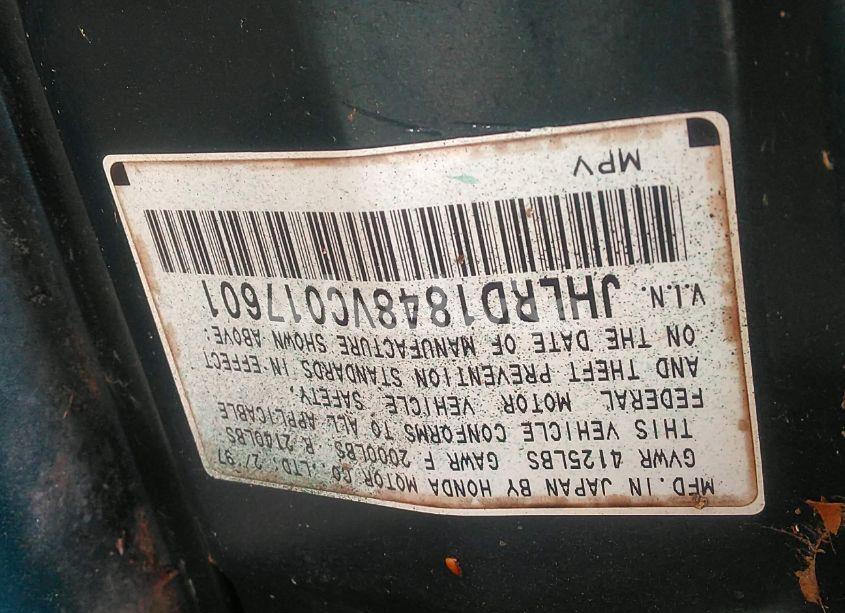 MFD. IN JAPAN BY HONDA MOTOR CO.,LTD. 2/97
GVWR 4125LBS GAWR F 2000LBS R 2140LBS
THIS VEHICLE CONFORMS TO ALL APPLICABLE
FEDERAL MOTOR VEHICLE SAFETY,
AND THEFT PREVENTION STANDARDS IN EFFECT
ON THE DATE OF MANUFACTURE SHOWN ABOVE:
V.I.N. JHLRD1848VC017601
MPV